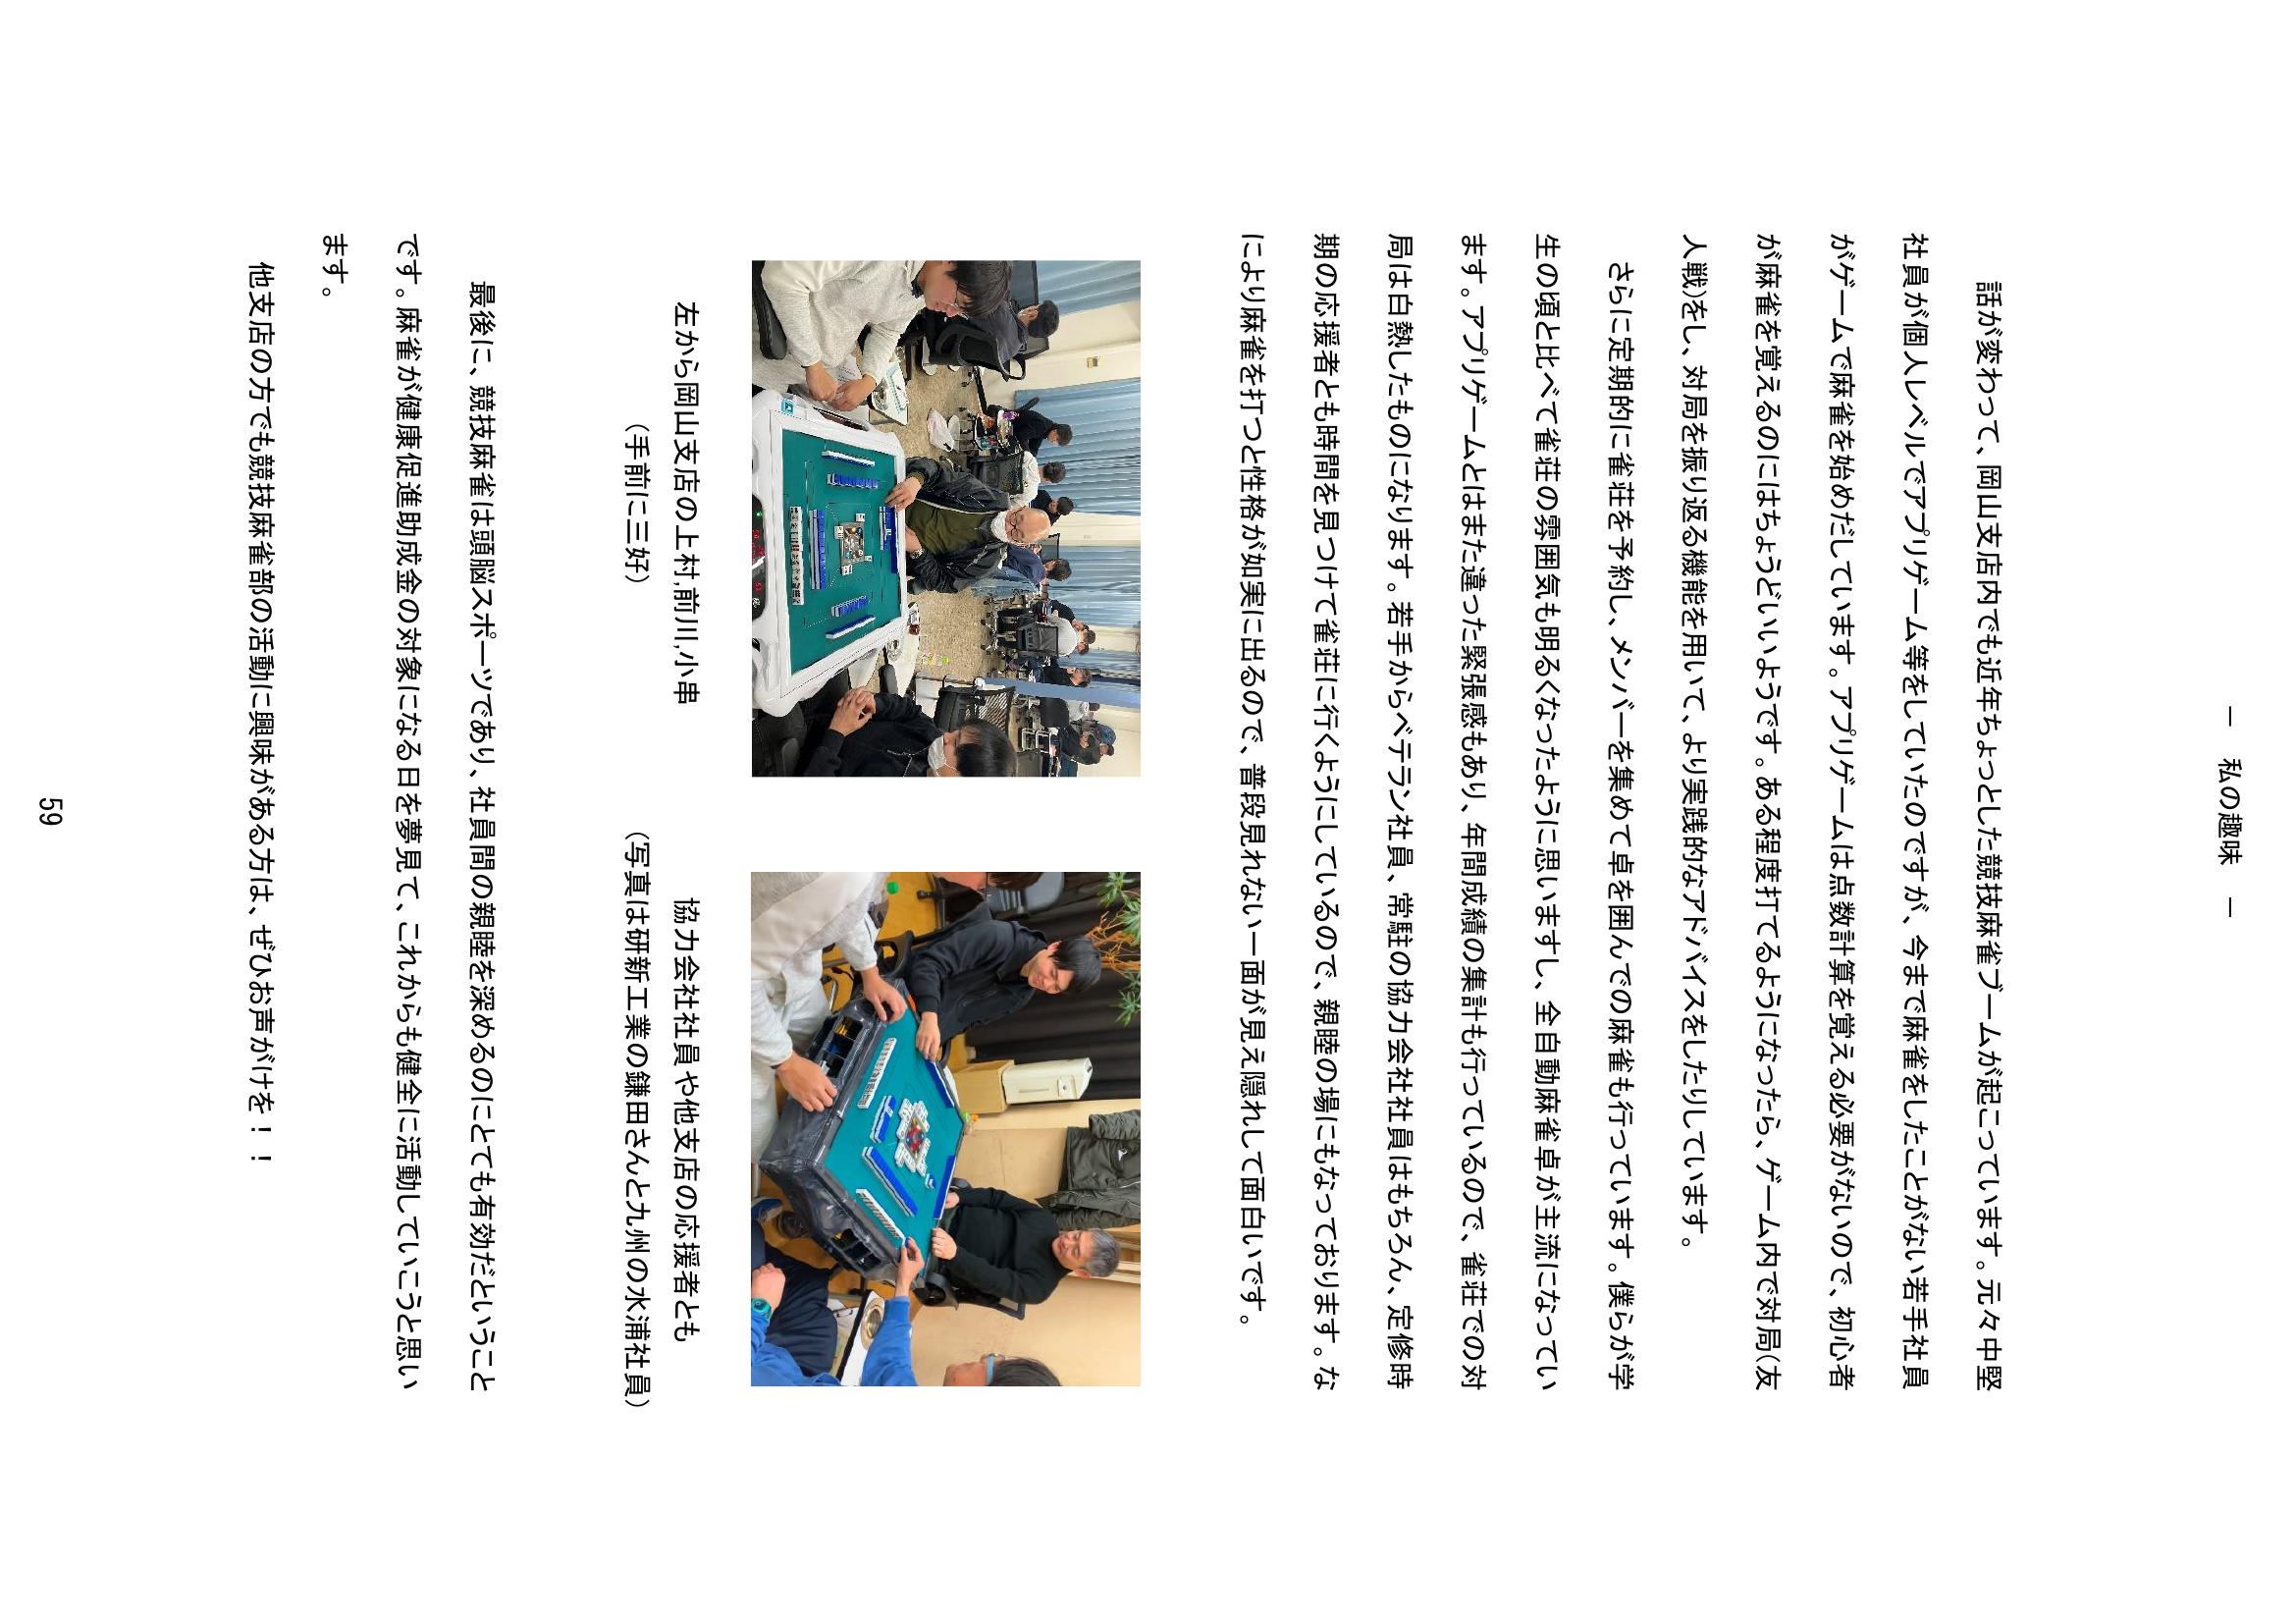 ― 私の趣味 ―
話が変わって、岡山支店内でも近年ちょっとした競技麻雀ブームが起こっています。元々中堅
社員が個人レベルでアプリゲーム等をしていたのですが、今まで麻雀をしたことがない若手社員
がゲームで麻雀を始めだしています。アプリゲームは点数計算を覚える必要がないので、初心者
が麻雀を覚えるのにはちょうどいいようです。ある程度打てるようになったら、ゲーム内で対局(友
人戦)をし、対局を振り返る機能を用いて、より実践的なアドバイスをしたりしています。
さらに定期的に雀荘を予約し、メンバーを集めて卓を囲んでの麻雀も行っています。僕らが学
生の頃と比べて雀荘の雰囲気も明るくなったように思いますし、全自動麻雀卓が主流になってい
ます。アプリゲームとはまた違った緊張感もあり、年間成績の集計も行っているので、雀荘での対
局は白熱したものになります。若手からベテラン社員、常駐の協力会社社員はもちろん、定修時
期の応援者とも時間を見つけて雀荘に行くようにしているので、親睦の場にもなっております。な
により麻雀を打つと性格が如実に出るので、普段見れない一面が見え隠れして面白いです。
左から岡山支店の上村,前川,小串
(手前に三好)
協力会社社員や他支店の応援者とも
(写真は研新工業の鎌田さんと九州の水浦社員)
最後に、競技麻雀は頭脳スポーツであり、社員間の親睦を深めるのにとても有効だということ
です。麻雀が健康促進助成金の対象になる日を夢見て、これからも健全に活動していこうと思い
ます。
他支店の方でも競技麻雀部の活動に興味がある方は、ぜひお声がけを！！
59